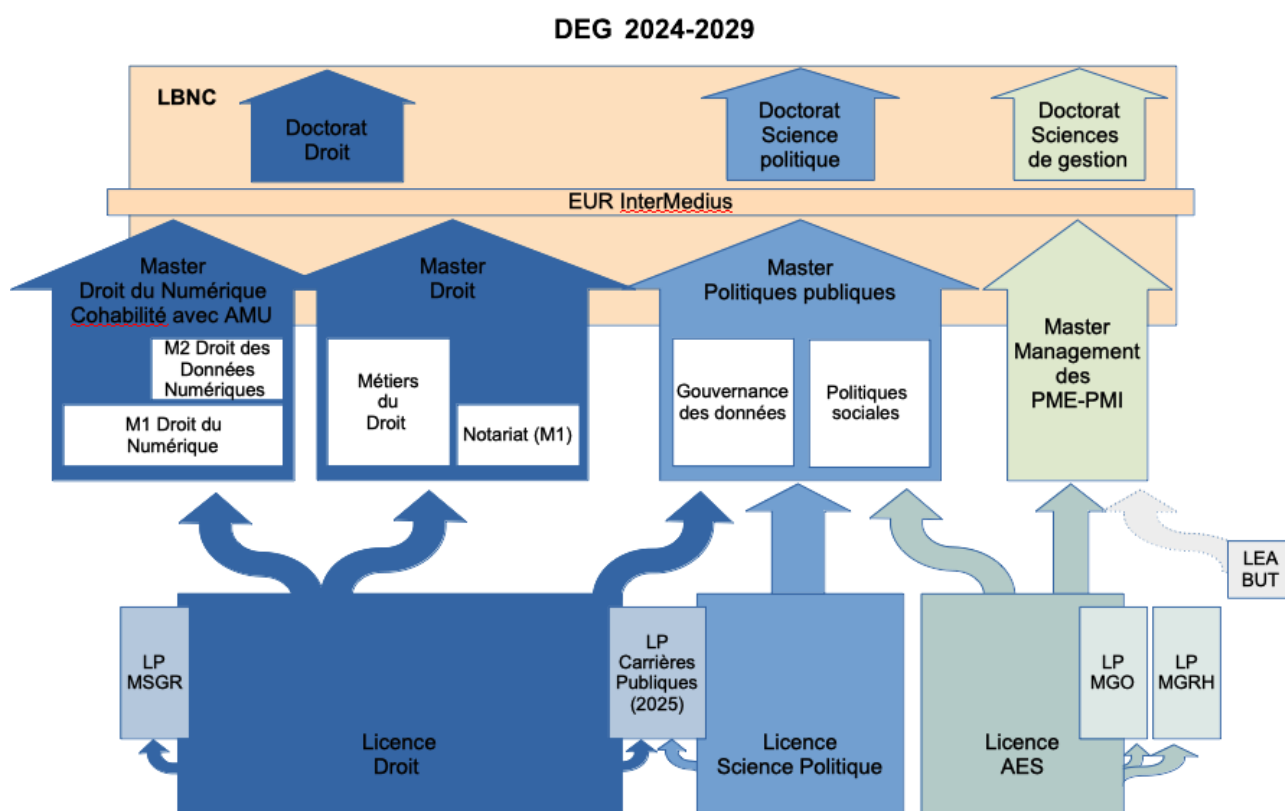 DEG 2024-2029
LBNC
Doctorat
Droit
Doctorat
Science
politique
Doctorat
Sciences
de gestion
EUR InterMedius
Master
Droit du Numérique
Cohabilité avec AMU
M2 Droit des
Données
Numériques
M1 Droit du
Numérique
Master
Droit
Métiers
du
Droit
Notariat (M1)
Master
Politiques publiques
Gouvernance
des données
Politiques
sociales
Master
Management
des
PME-PMI
LEA
BUT
LP
MSGR
Licence
Droit
LP
Carrières
Publiques
(2025)
Licence
Science Politique
Licence
AES
LP
MGO
LP
MGRH